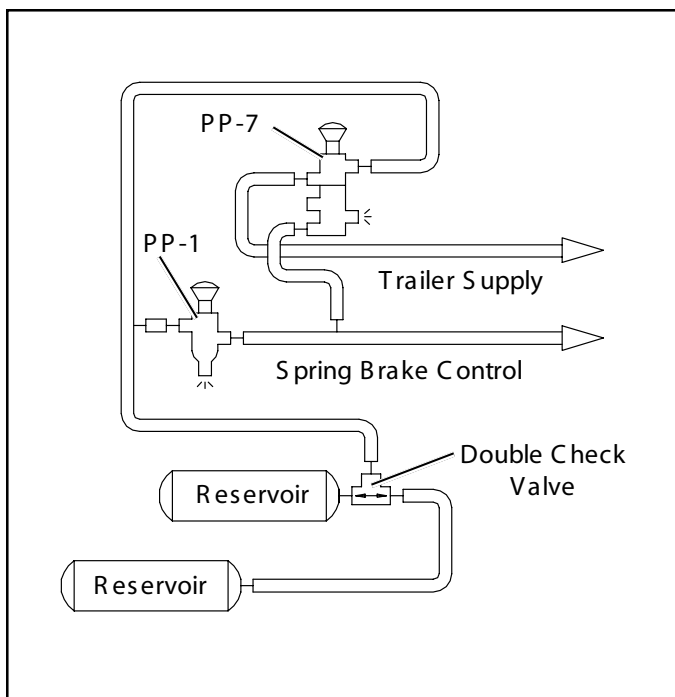 PP-7
PP-1
Trailer Supply
Spring Brake Control
Double Check
Valve
Reservoir
Reservoir